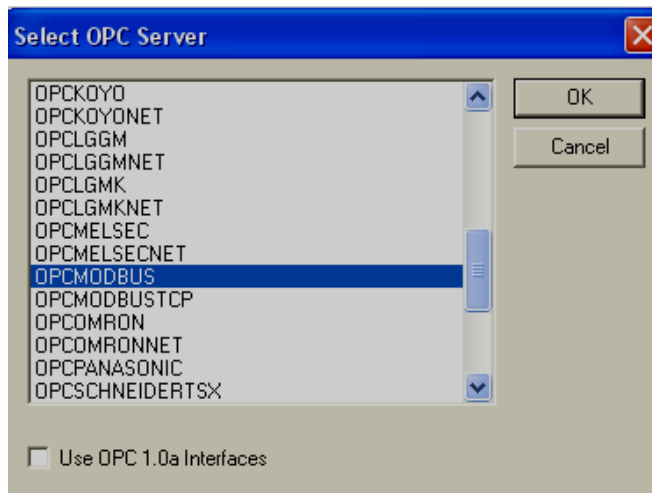 Select OPC Server
OPCKOYO
OPCKOYONET
OPCLGGM
OPCLGGMNET
OPCLGMK
OPCLGMKNET
OPCMELSEC
OPCMELSECNET
OPCMODBUS
OPCMODBUSTCP
OPCOMRON
OPCOMRONNET
OPCPANASONIC
OPCSCHNEIDERTSX
OK
Cancel
Use OPC 1.0a Interfaces